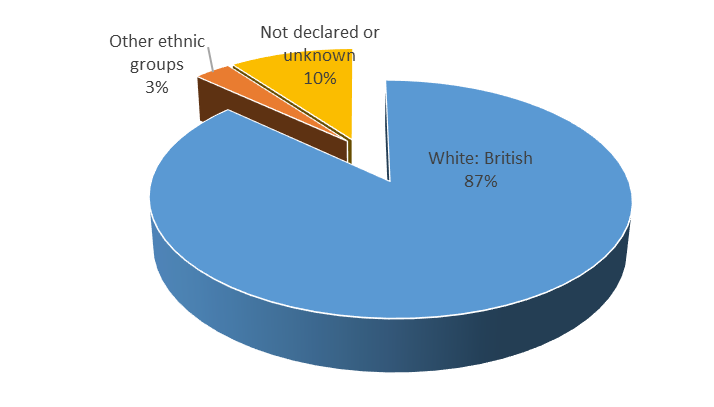 Other ethnic
groups
3%
Not declared or
unknown
10%
White: British
87%